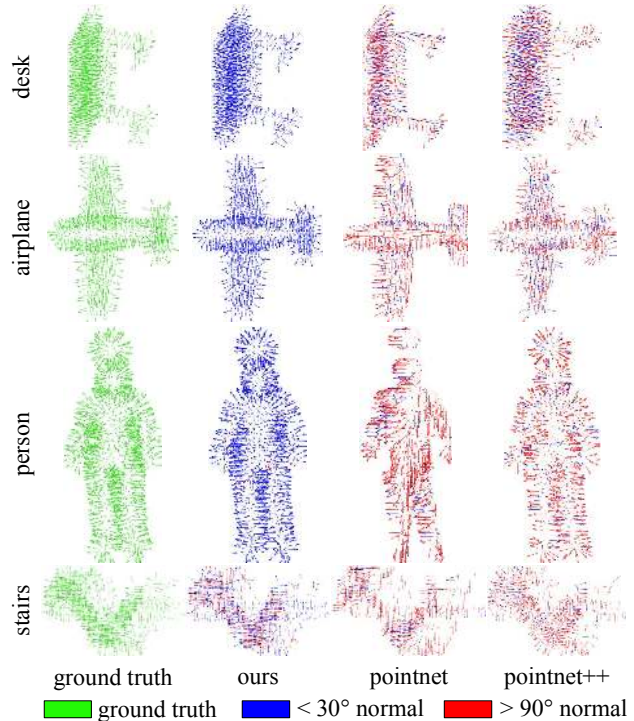 desk
airplane
person
stairs
ground truth ours pointnet pointnet++
ground truth < 30° normal > 90° normal